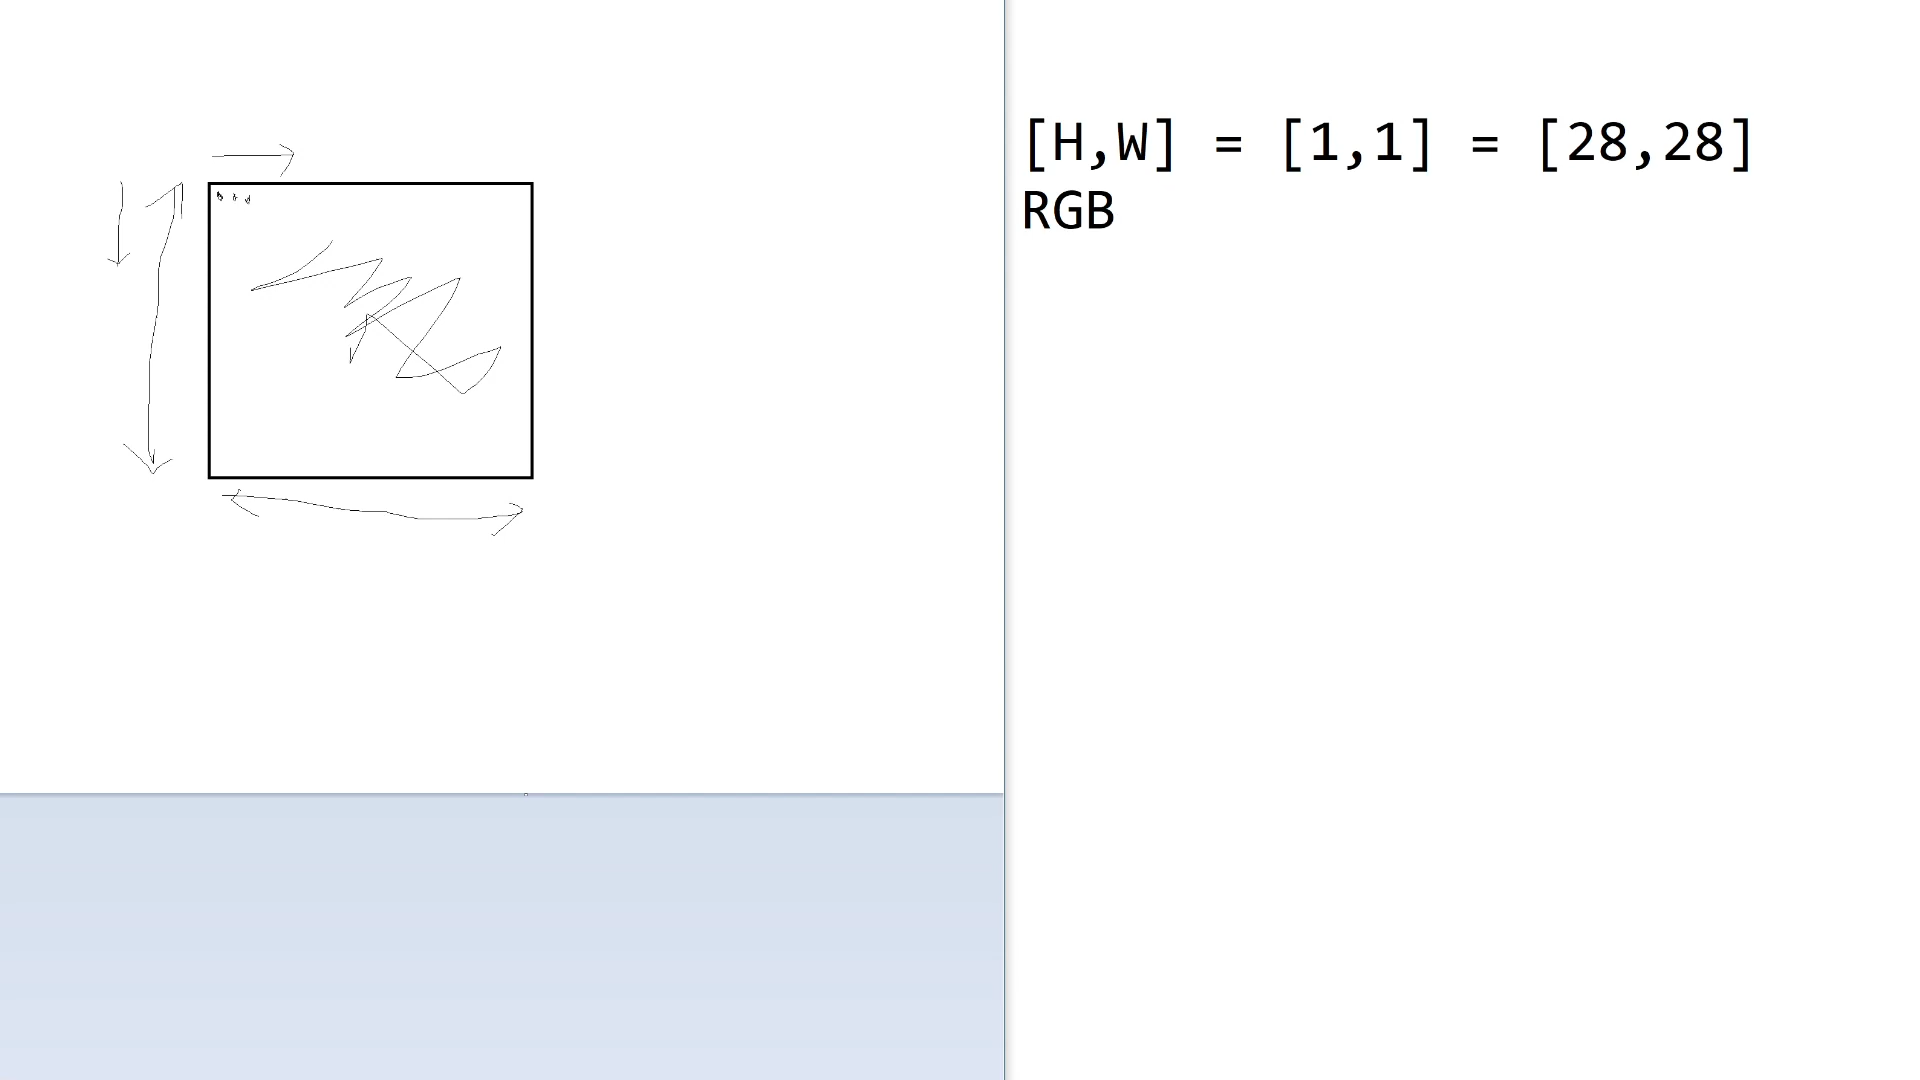 [H,W] = [1,1] = [28,28]
RGB